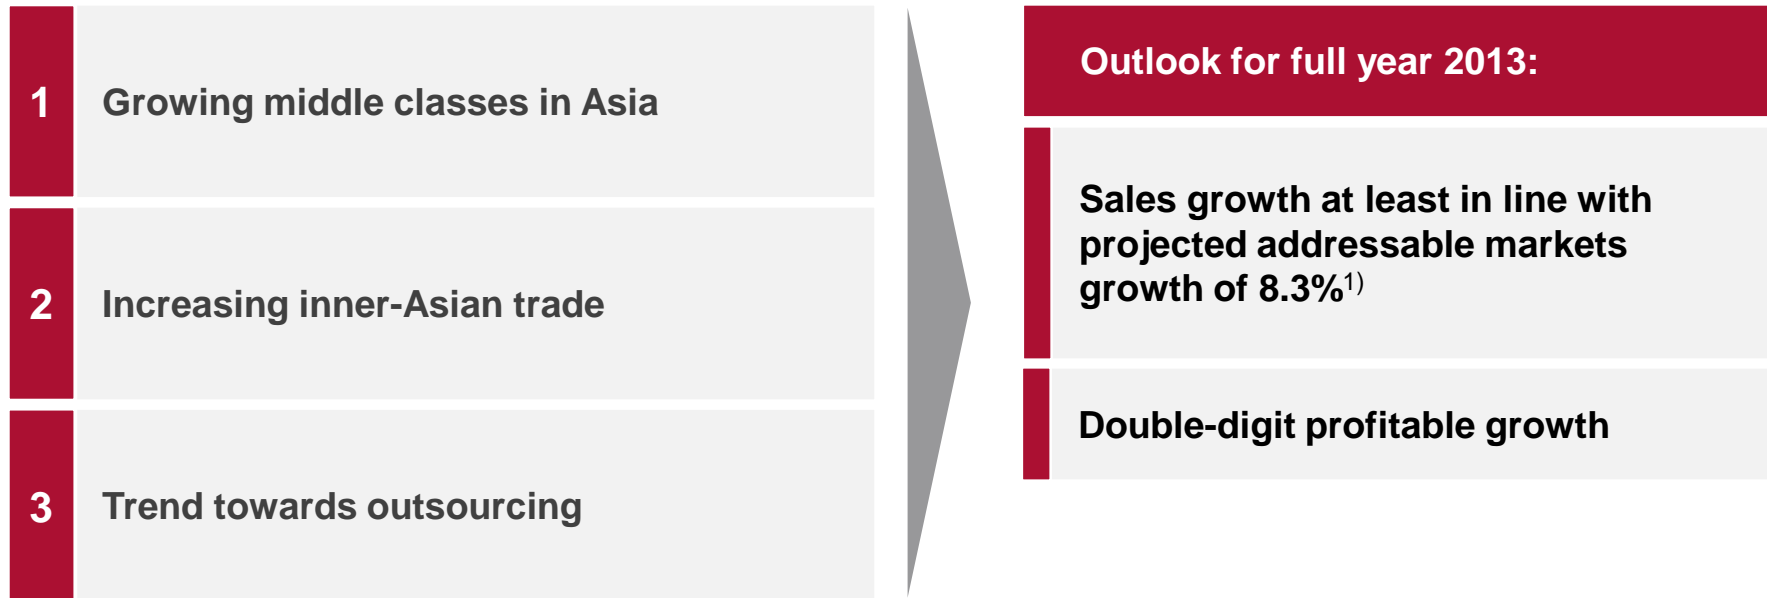 1
Growing middle classes in Asia
2
Increasing inner-Asian trade
3
Trend towards outsourcing
Outlook for full year 2013:
Sales growth at least in line with
projected addressable markets
growth of 8.3%1)
Double-digit profitable growth